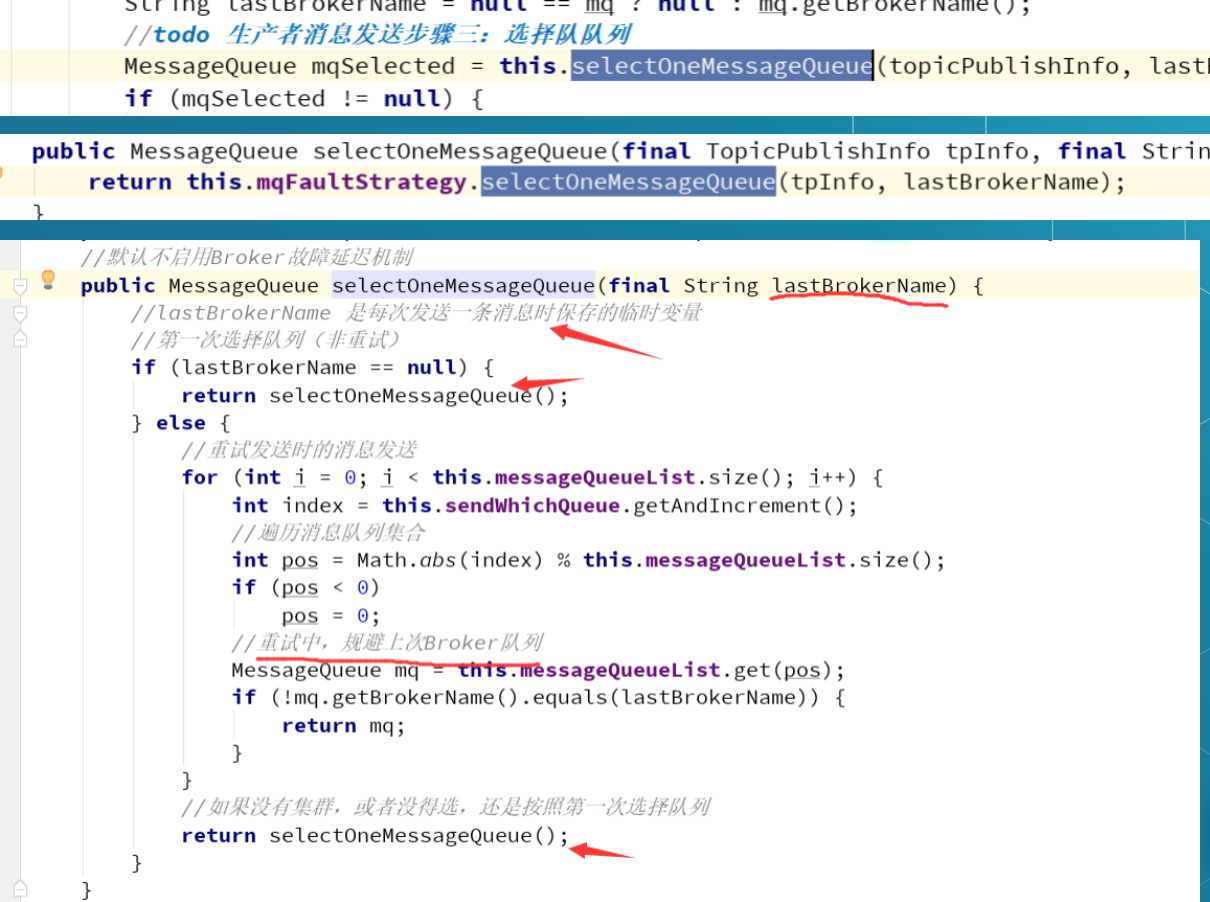 String lastBrokerName = null == mq ? null : mq.getBrokerName();
//todo 生产者消息发送步骤三：选择队队列
MessageQueue mqSelected = this.selectOneMessageQueue(topicPublishInfo,
if (mqSelected != null) {
public MessageQueue selectOneMessageQueue(final TopicPublishInfo tpInfo, final
return this.mqFaultStrategy.selectOneMessageQueue(tpInfo, lastBrokerName);
}
//默认不启用Broker故障延迟机制
public MessageQueue selectOneMessageQueue(final String lastBrokerName) {
//lastBrokerName 是每次发送一条消息时保存的临时变量
//第一次选择队列（非重试）
if (lastBrokerName == null) {
return selectOneMessageQueue();
} else {
//重试发送时的消息发送
for (int i = 0; i < this.messageQueueList.size(); i++) {
int index = this.sendWhichQueue.getAndIncrement();
//遍历消息队列集合
int pos = Math.abs(index) % this.messageQueueList.size();
if (pos < 0)
pos = 0;
//重试中，规避上次Broker队列
MessageQueue mq = this.messageQueueList.get(pos);
if (!mq.getBrokerName().equals(lastBrokerName)) {
return mq;
}
}
//如果没有集群，或者没得选，还是按照第一次选择队列
return selectOneMessageQueue();
}
}